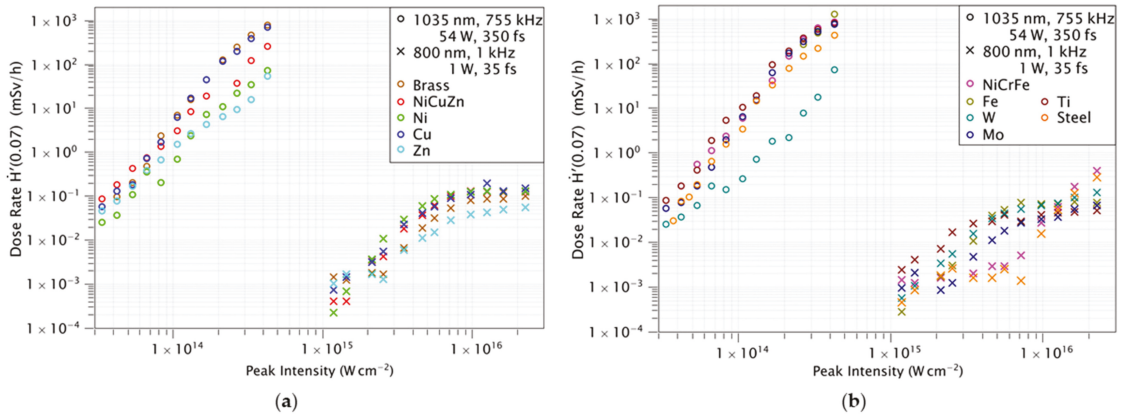 1 × 10³
1 × 10²
1 × 10¹
1 × 10⁰
1 × 10⁻¹
1 × 10⁻²
1 × 10⁻³
1 × 10⁻⁴
Dose Rate H′(0.07) (mSv/h)
1035 nm, 755 kHz
54 W, 350 fs
800 nm, 1 kHz
1 W, 35 fs
Brass
NiCuZn
Ni
Cu
Zn
1 × 10¹⁴
1 × 10¹⁵
1 × 10¹⁶
Peak Intensity (W cm⁻²)
(a)
1 × 10³
1 × 10²
1 × 10¹
1 × 10⁰
1 × 10⁻¹
1 × 10⁻²
1 × 10⁻³
1 × 10⁻⁴
Dose Rate H′(0.07) (mSv/h)
1035 nm, 755 kHz
54 W, 350 fs
800 nm, 1 kHz
1 W, 35 fs
NiCrFe
Fe Ti
W Steel
Mo
1 × 10¹⁴
1 × 10¹⁵
1 × 10¹⁶
Peak Intensity (W cm⁻²)
(b)